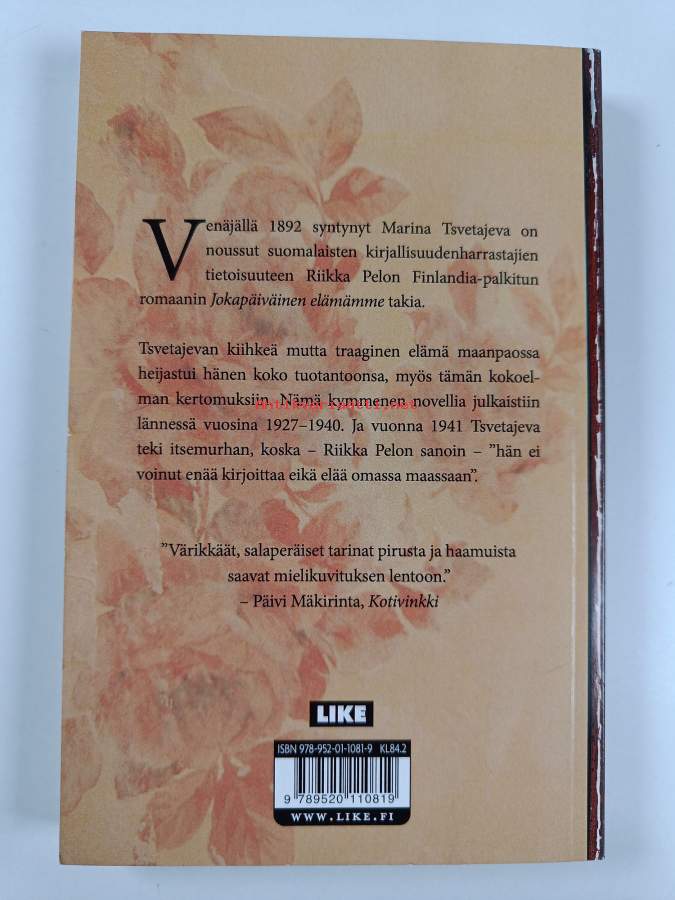 Venäjällä 1892 syntynyt Marina Tsvetajeva on
noussut suomalaisten kirjallisuudenharrastajien
tietoisuuteen Riikka Pelon Finlandia-palkitun
romaanin Jokapäiväinen elämämme takia.
Tsvetajevan kiihkeä mutta traaginen elämä maanpaossa
heijastui hänen koko tuotantoonsa, myös tämän kokoel-
man kertomuksiin. Nämä kymmenen novellia julkaistiin
Antikvariaatti.net
lännessä vuosina 1927–1940. Ja vuonna 1941 Tsvetajeva
teki itsemurhan, koska – Riikka Pelon sanoin – ”hän ei
voinut enää kirjoittaa eikä elää omassa maassaan”.
”Värikkäät, salaperäiset tarinat pirusta ja haamuista
saavat mielikuvituksen lentoon.”
– Päivi Mäkirinta, Kotivinkki
LIKE
ISBN 978-952-01-1081-9 KL84.2
9 789520 110819
WWW.LIKE.FI